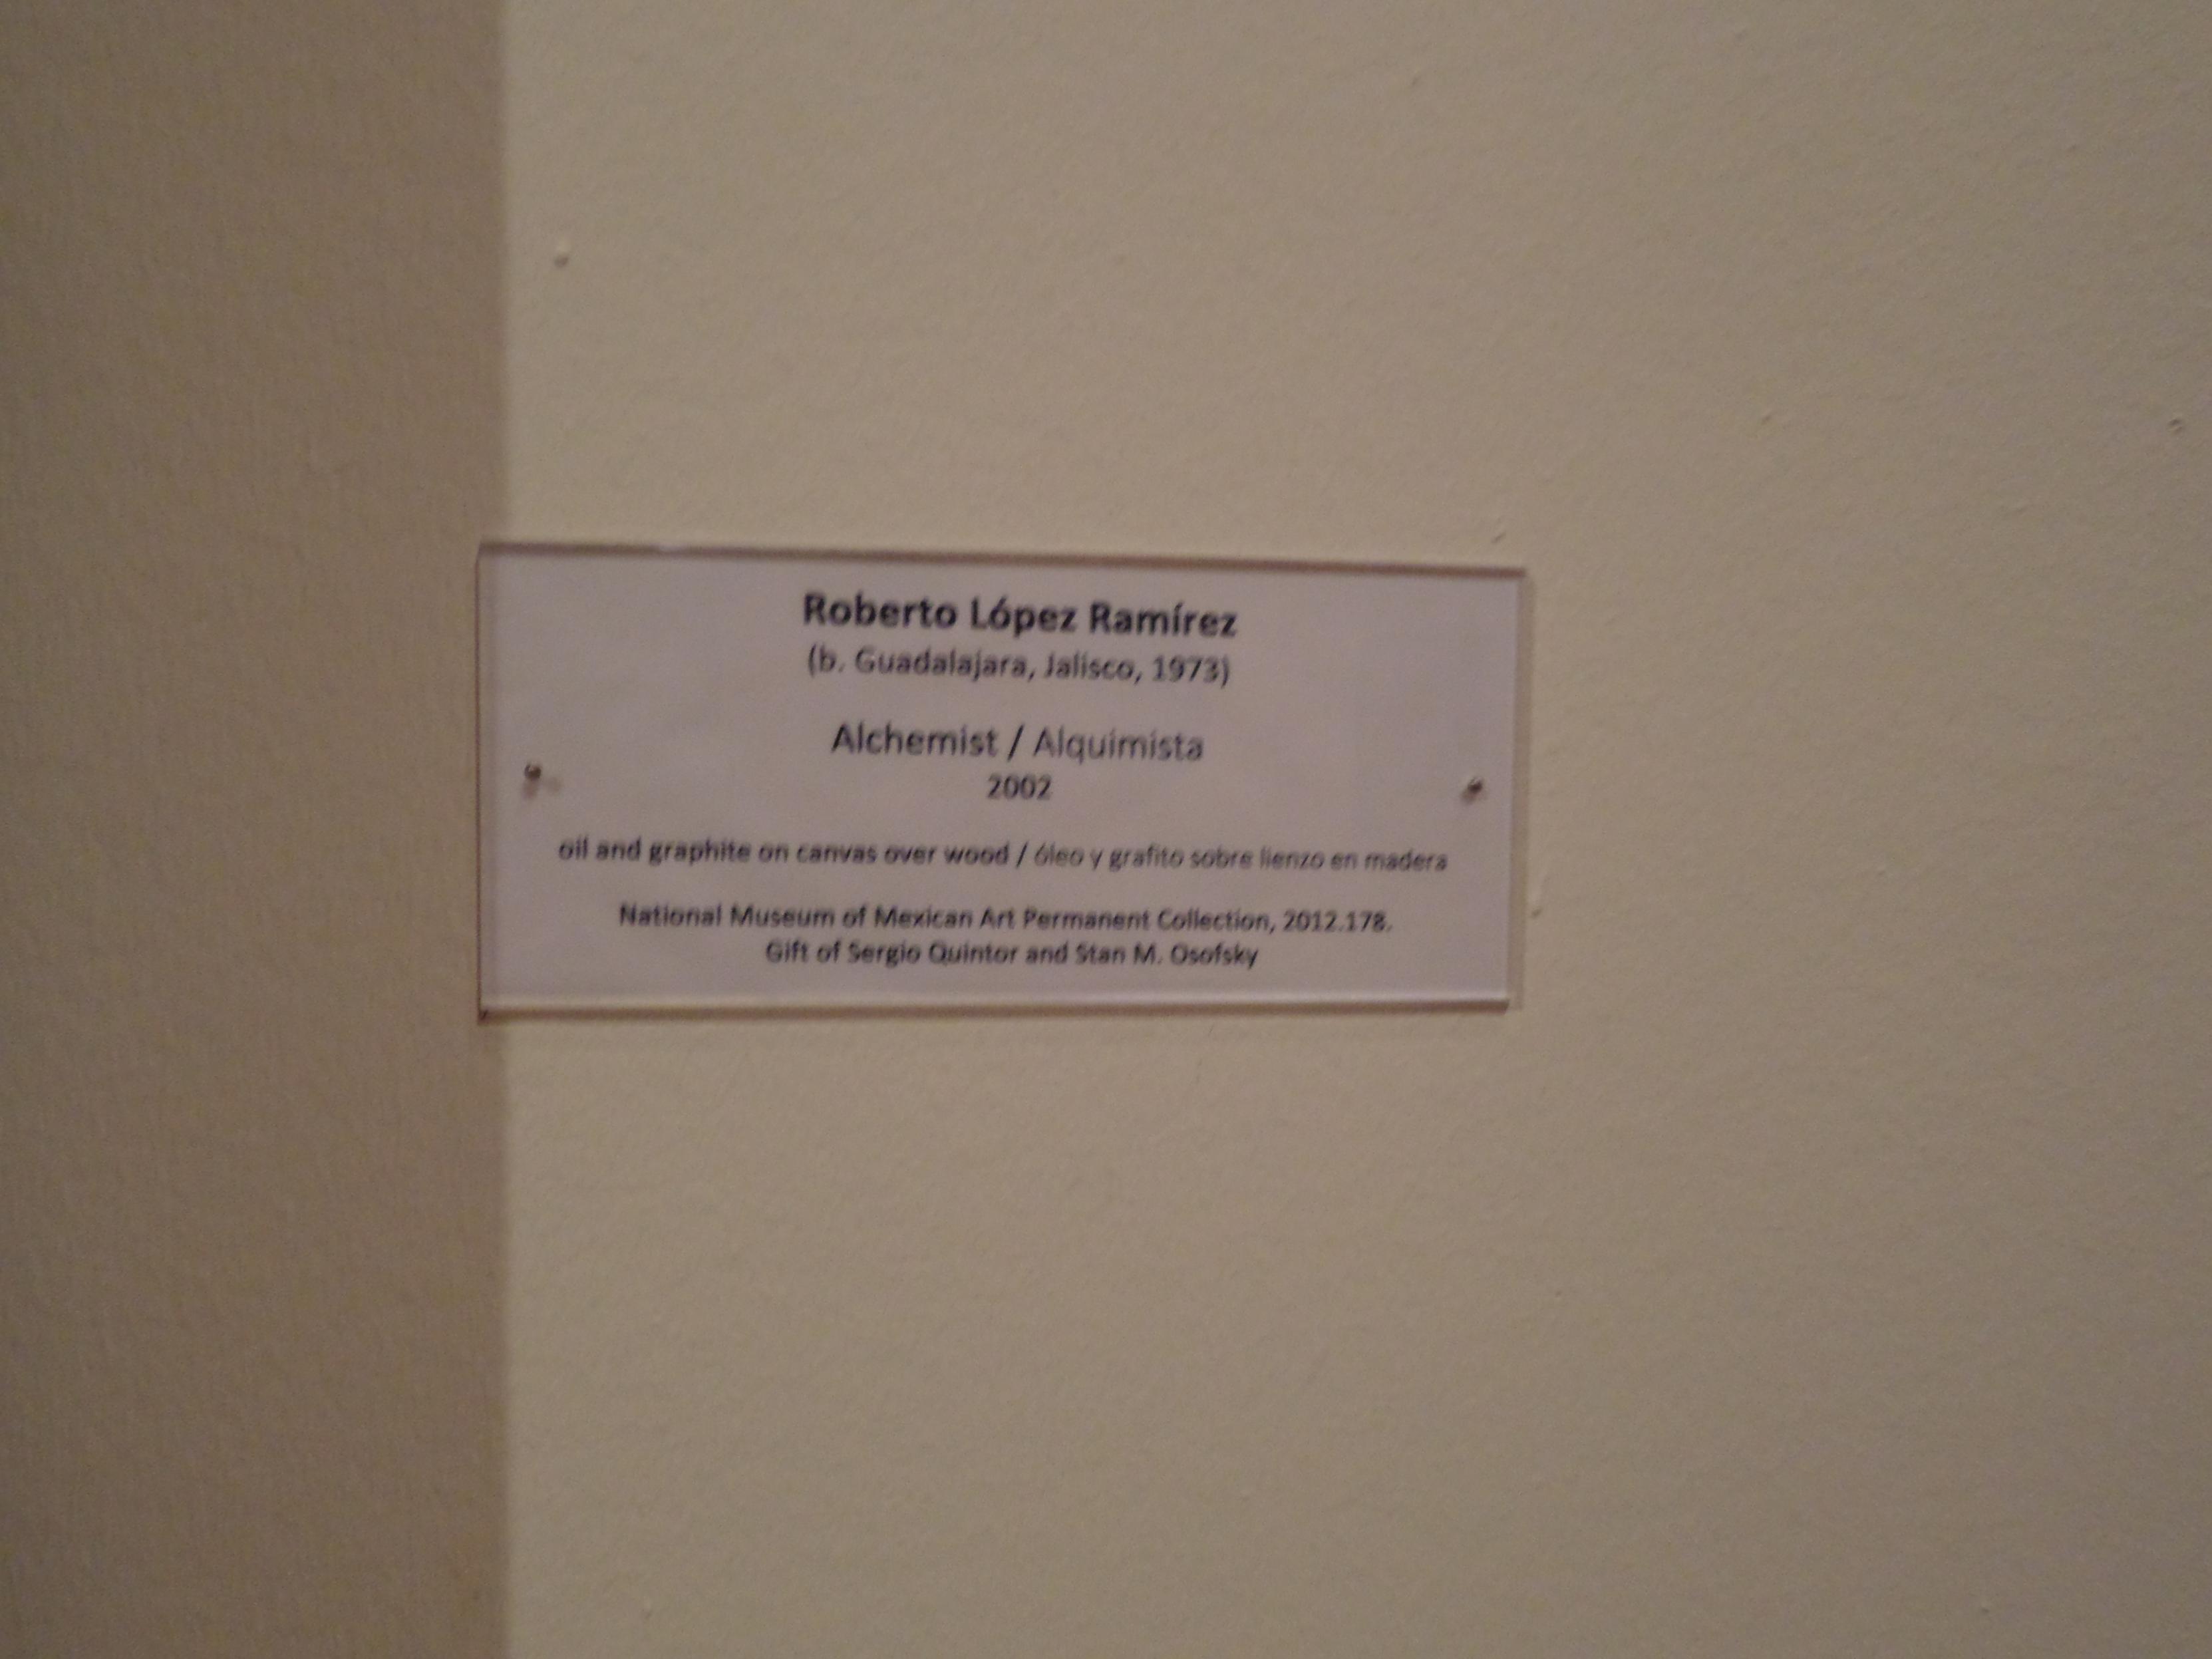 Roberto López Ramírez
(b. Guadalajara, Jalisco, 1973)
Alchemist / Alquimista
2002
oil and graphite on canvas over wood / óleo y grafito sobre lienzo en madera
National Museum of Mexican Art Permanent Collection, 2012.178.
Gift of Sergio Quintor and Stan M. Osofsky